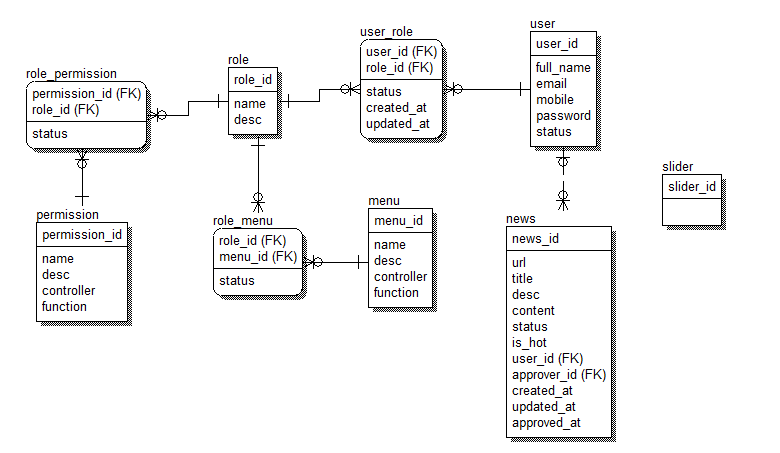 role_permission
permission_id (FK)
role_id (FK)
status
role
role_id
name
desc
user_role
user_id (FK)
role_id (FK)
status
created_at
updated_at
user
user_id
full_name
email
mobile
password
status
permission
permission_id
name
desc
controller
function
role_menu
role_id (FK)
menu_id (FK)
status
menu
menu_id
name
desc
controller
function
news
news_id
url
title
desc
content
status
is_hot
user_id (FK)
approver_id (FK)
created_at
updated_at
approved_at
slider
slider_id